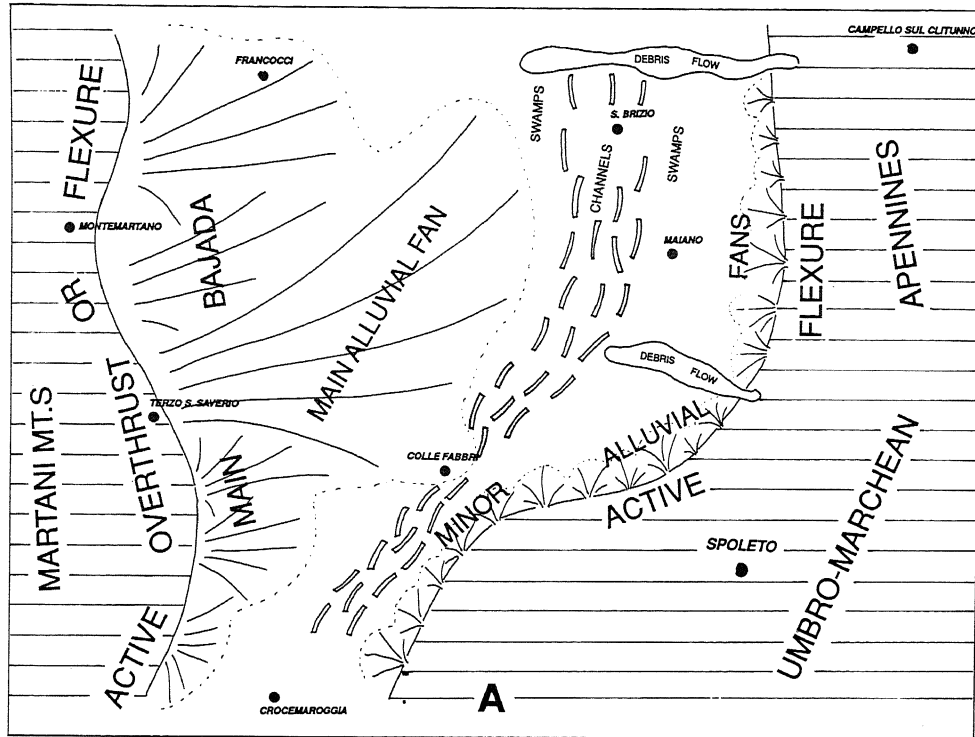 CAMPELLO SUL CLITUNNO
FRANCOCCI
DEBRIS FLOW
SWAMPS
S. BRIZIO
CHANNELS
SWAMPS
MONTEMARTANO
MAIANO
BAJADA
MAIN ALLUVIAL FAN
ACTIVE OVERTHRUST OR FLEXURE
MARTANI MT.S
TERZO S. SAVERIO
MAIN
DEBRIS FLOW
COLLE FABBRI
MINOR ALLUVIAL FANS
ACTIVE FLEXURE
UMBRO-MARCHEAN APENNINES
SPOLETO
CROCEMAROGGIA
A